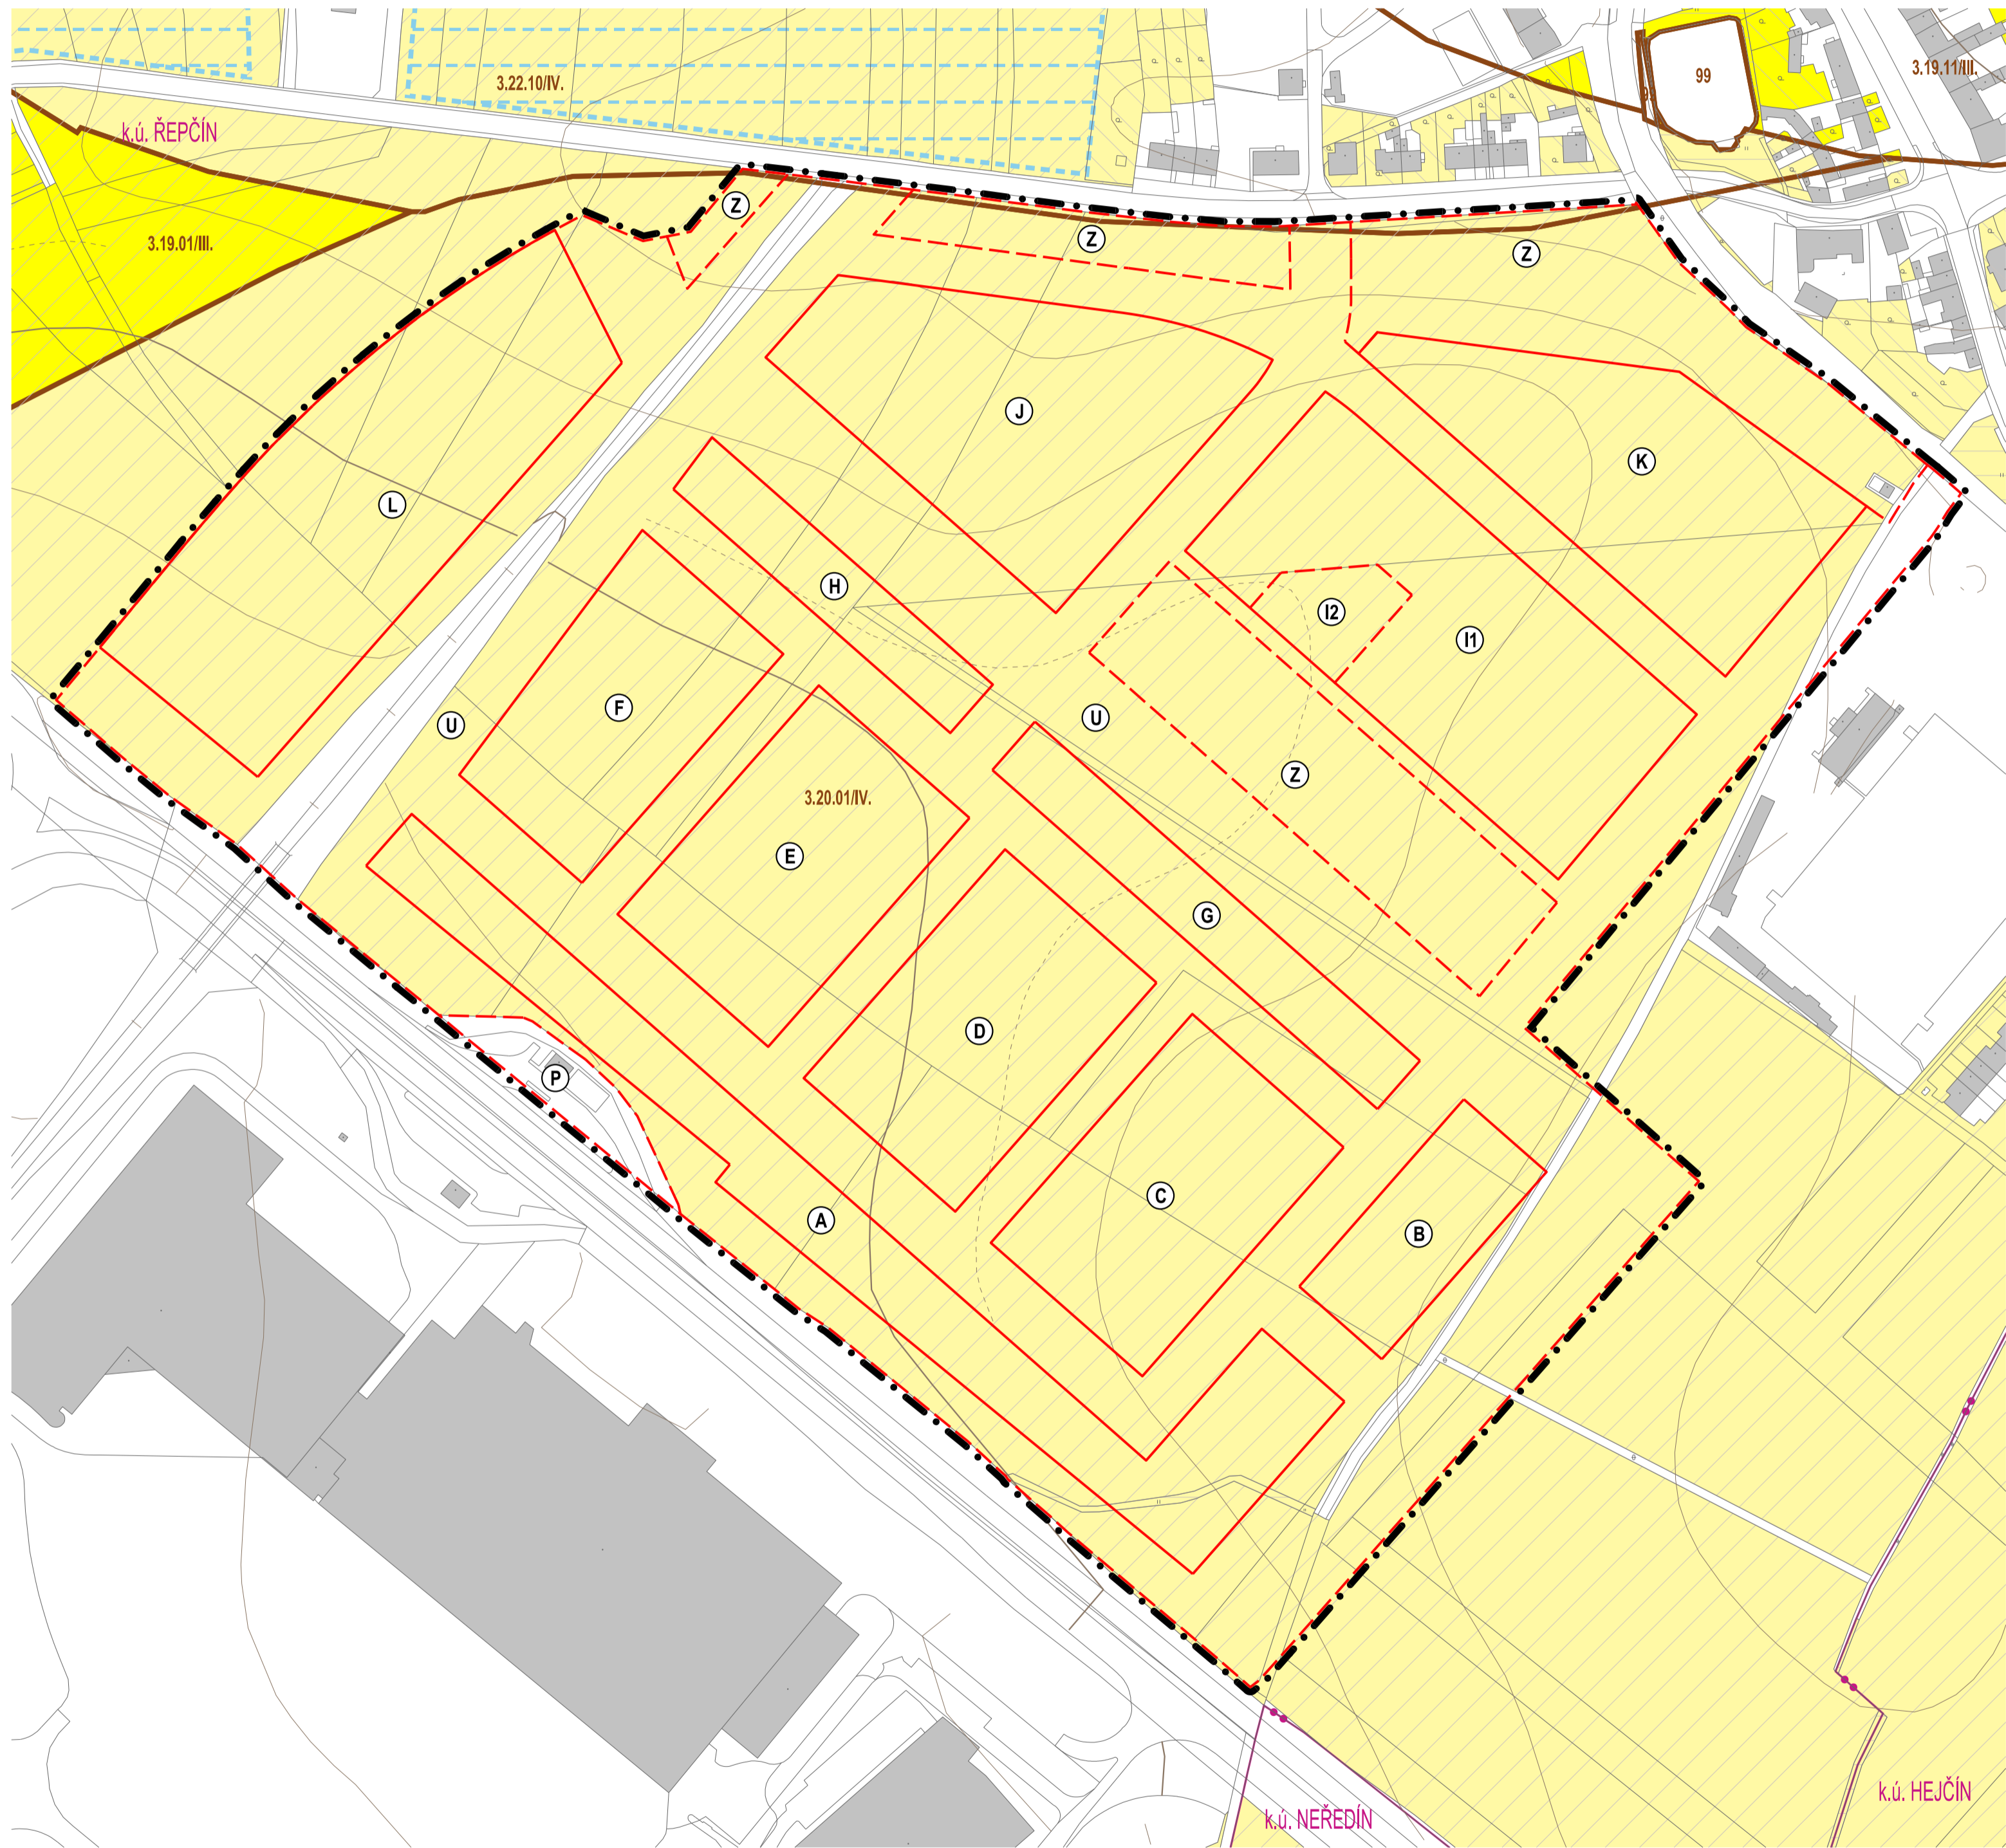 3.22.10/IV.
99
3.19.11/III.
k.ú. ŘEPČÍN
Z
3.19.01/III.
Z
Z
J
K
L
H
I2
I1
F
U
U
Z
3.20.01/IV.
E
G
D
P
C
A
B
k.ú. HEJČÍN
k.ú. NEŘEDÍN